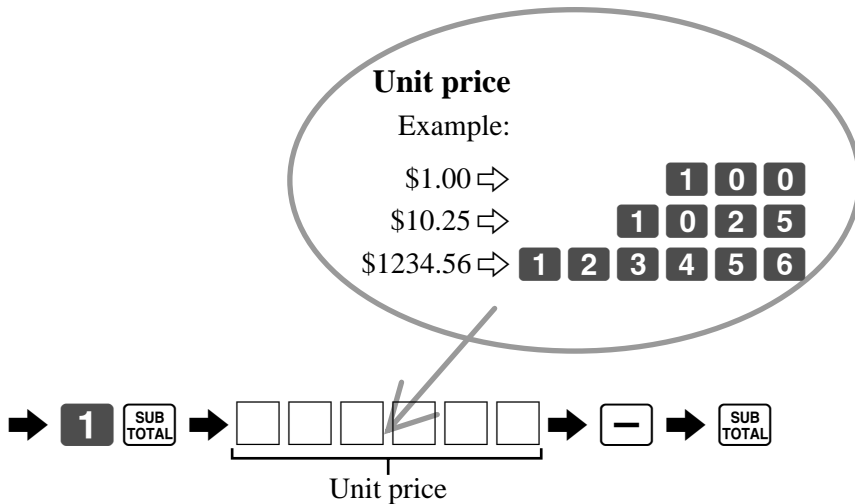 Unit price
Example:
$1.00 ⇨ 1 0 0
$10.25 ⇨ 1 0 2 5
$1234.56 ⇨ 1 2 3 4 5 6
1 SUB TOTAL − SUB TOTAL
Unit price